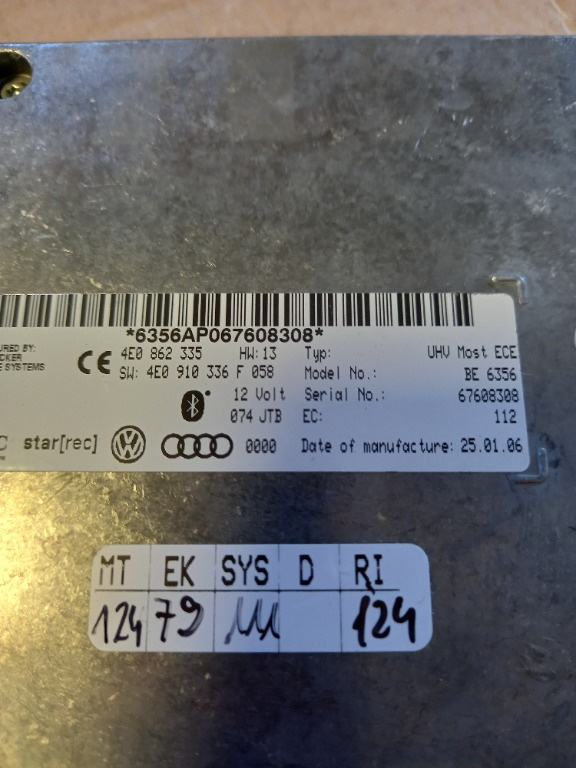 *6356AP067608308*
URED BY:
CKER
E SYSTEMS
CE 4E0 862 335 HW:13 Typ: UHV Most ECE
SW: 4E0 910 336 F 058 Model No.: BE 6356
12 Volt Serial No.: 67608308
074 JTB EC: 112
C star[rec] 0000 Date of manufacture: 25.01.06
MT EK SYS D RI
124 79 124